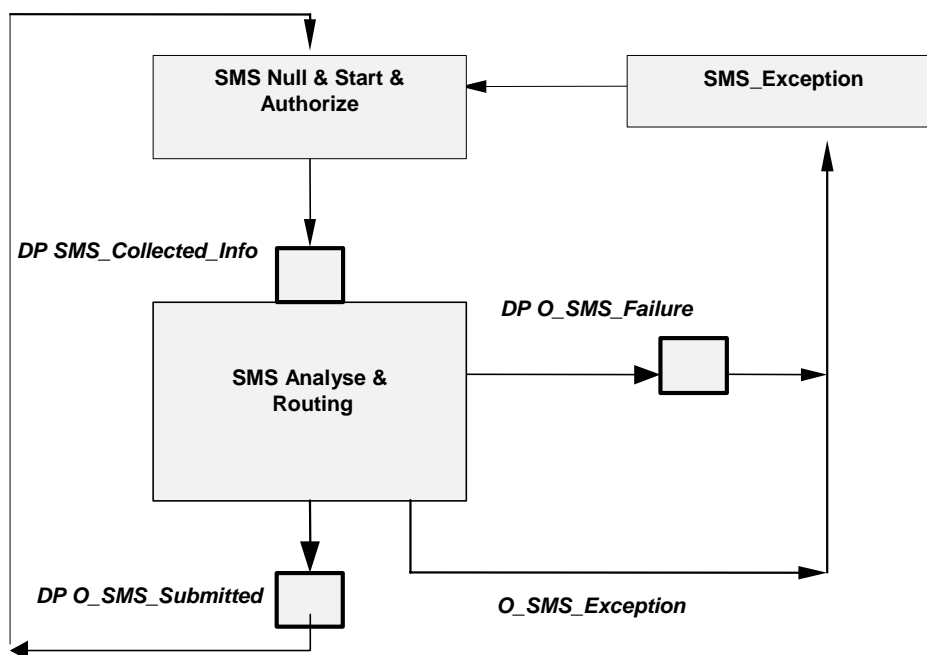 SMS Null & Start &
Authorize
SMS_Exception
DP SMS_Collected_Info
DP O_SMS_Failure
SMS Analyse &
Routing
DP O_SMS_Submitted
O_SMS_Exception